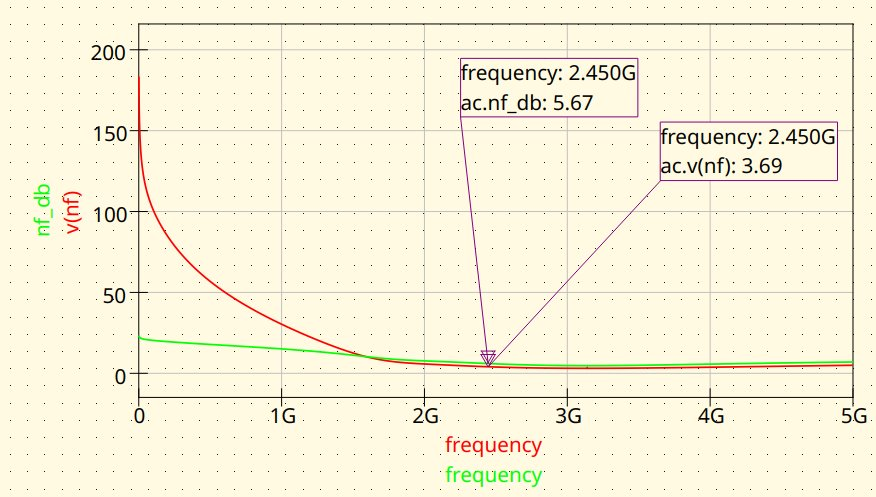 200
150
100
50
0
nf_db
v(nf)
frequency: 2.450G
ac.nf_db: 5.67
frequency: 2.450G
ac.v(nf): 3.69
0 1G 2G 3G 4G 5G
frequency
frequency